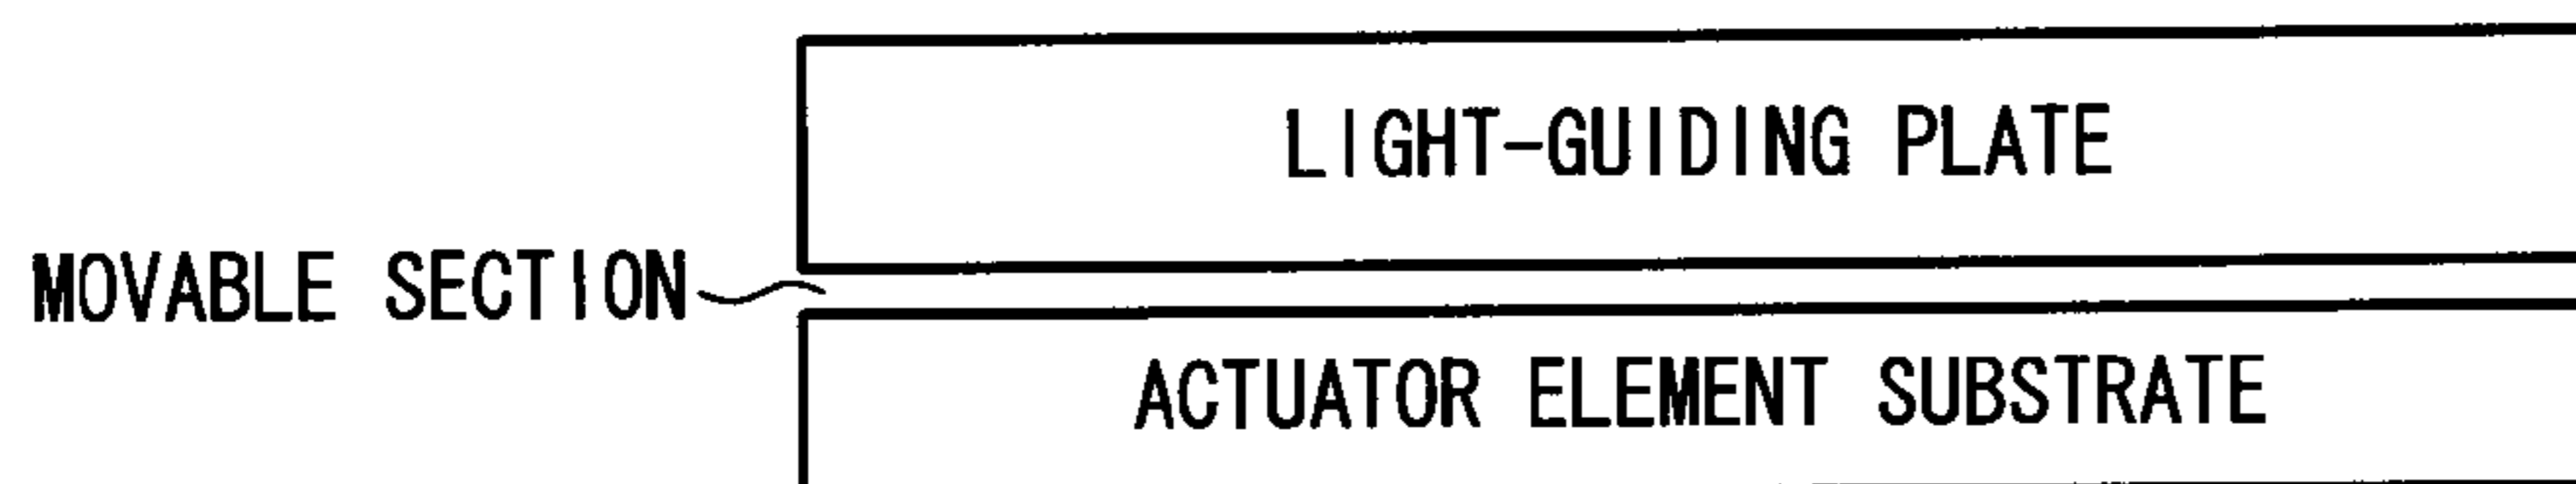 LIGHT-GUIDING PLATE
MOVABLE SECTION
ACTUATOR ELEMENT SUBSTRATE